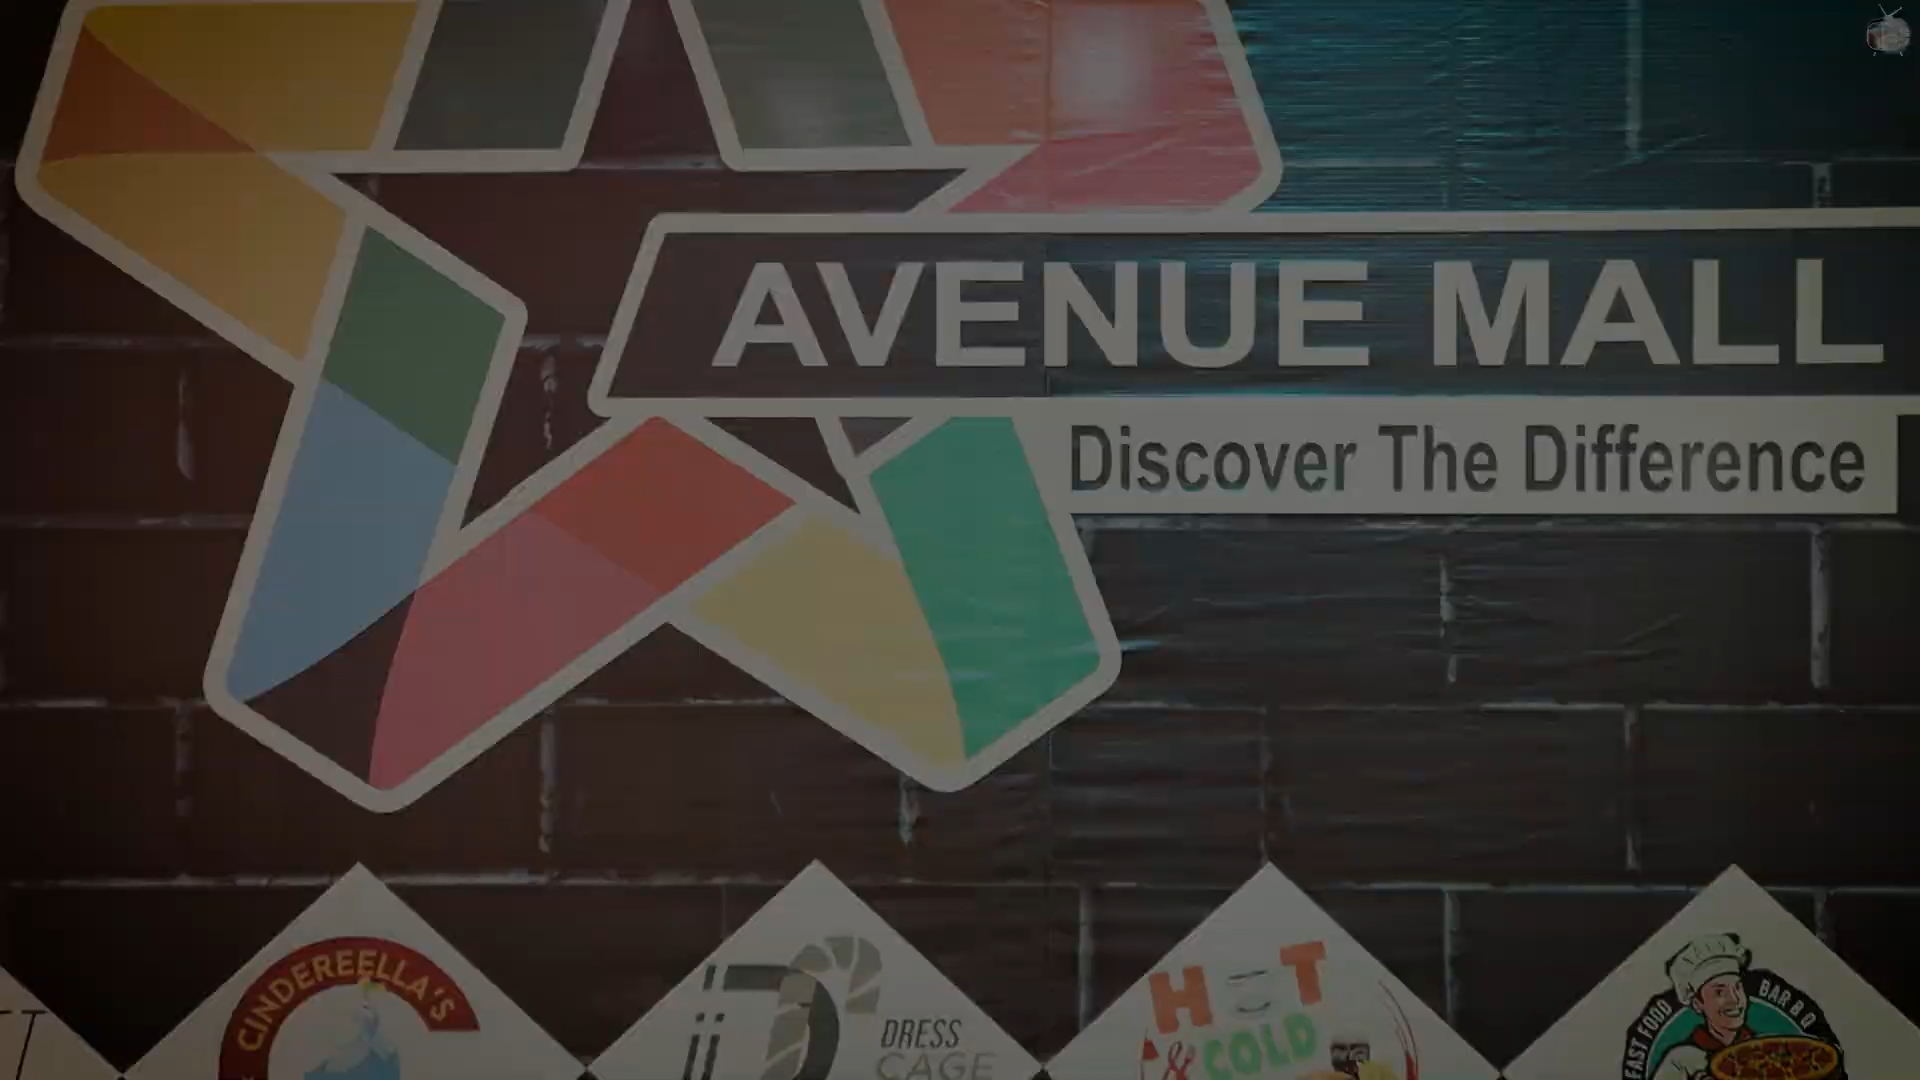 AVENUE MALL
Discover The Difference
CINDEREELLA'S
DRESS
CAGE
HOT
& COLD
FAST FOOD BAR B Q